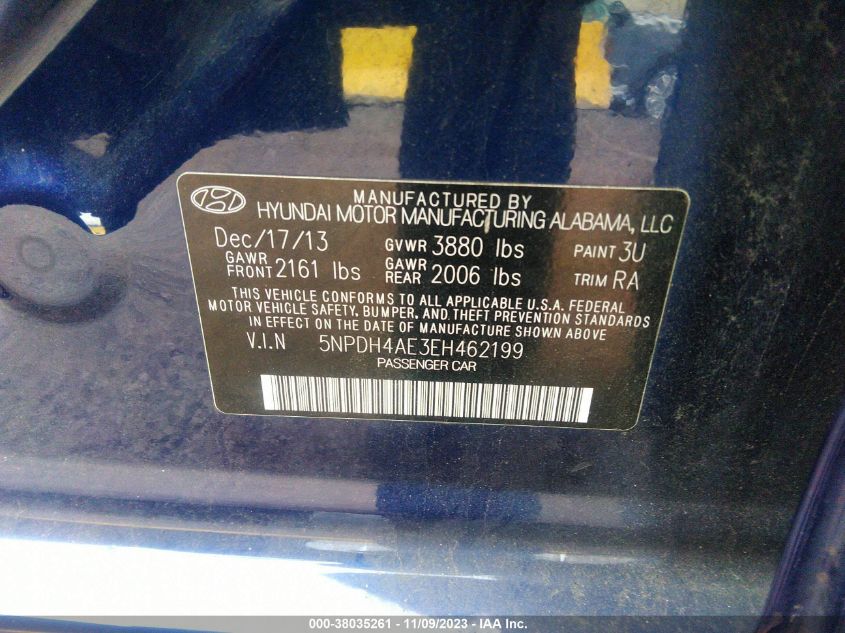 MANUFACTURED BY
HYUNDAI MOTOR MANUFACTURING ALABAMA, LLC
Dec/17/13 GVWR 3880 lbs PAINT 3U
GAWR FRONT 2161 lbs GAWR REAR 2006 lbs TRIM RA
THIS VEHICLE CONFORMS TO ALL APPLICABLE U.S.A. FEDERAL
MOTOR VEHICLE SAFETY, BUMPER, AND THEFT PREVENTION STANDARDS
IN EFFECT ON THE DATE OF MANUFACTURE SHOWN ABOVE
V.I.N 5NPDH4AE3EH462199
PASSENGER CAR
000-38035261 - 11/09/2023 - IAA Inc.